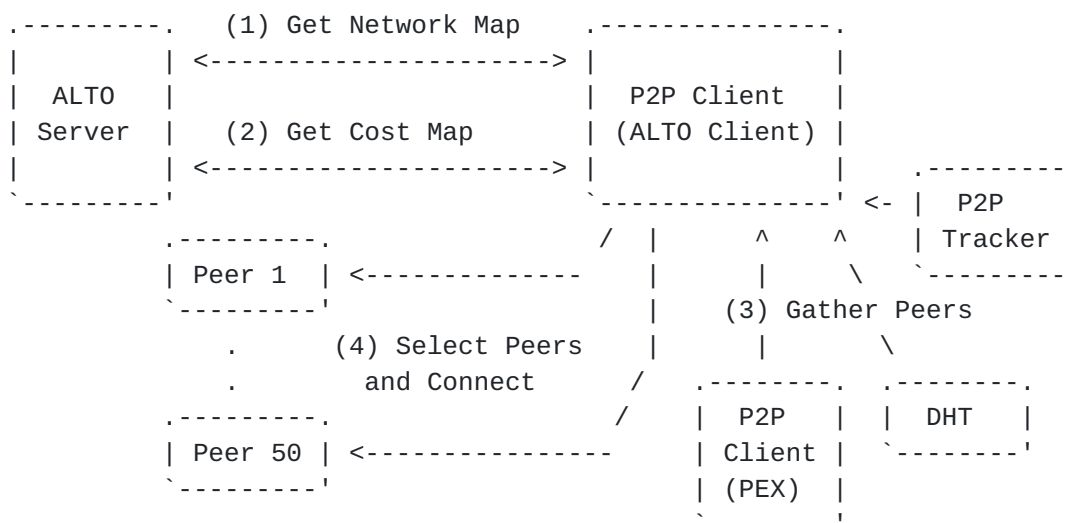 (1) Get Network Map
ALTO P2P Client
Server (2) Get Cost Map (ALTO Client)
P2P
Tracker
Peer 1
(3) Gather Peers
(4) Select Peers
and Connect
P2P DHT
Peer 50 Client
(PEX)